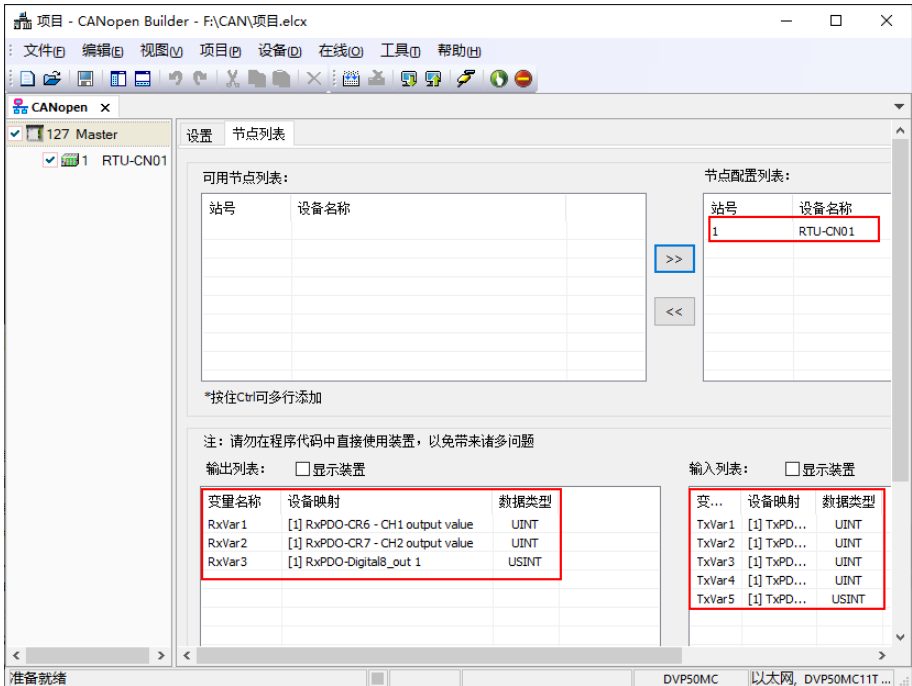 项目 - CANopen Builder - F:\CAN\项目.elcx
文件(F) 编辑(E) 视图(V) 项目(P) 设备(D) 在线(O) 工具(T) 帮助(H)
CANopen ×
127 Master
1 RTU-CN01
设置 节点列表
可用节点列表: 节点配置列表:
站号 设备名称 站号 设备名称
1 RTU-CN01
>>
<<
*按住Ctrl可多行添加
注: 请勿在程序代码中直接使用装置，以免带来诸多问题
输出列表: 显示装置 输入列表: 显示装置
变量名称 设备映射 数据类型 变... 设备映射 数据类型
RxVar1 [1] RxPDO-CR6 - CH1 output value UINT TxVar1 [1] TxPD... UINT
RxVar2 [1] RxPDO-CR7 - CH2 output value UINT TxVar2 [1] TxPD... UINT
RxVar3 [1] RxPDO-Digital8_out 1 USINT TxVar3 [1] TxPD... UINT
TxVar4 [1] TxPD... UINT
TxVar5 [1] TxPD... USINT
准备就绪 DVP50MC 以太网, DVP50MC11T ...